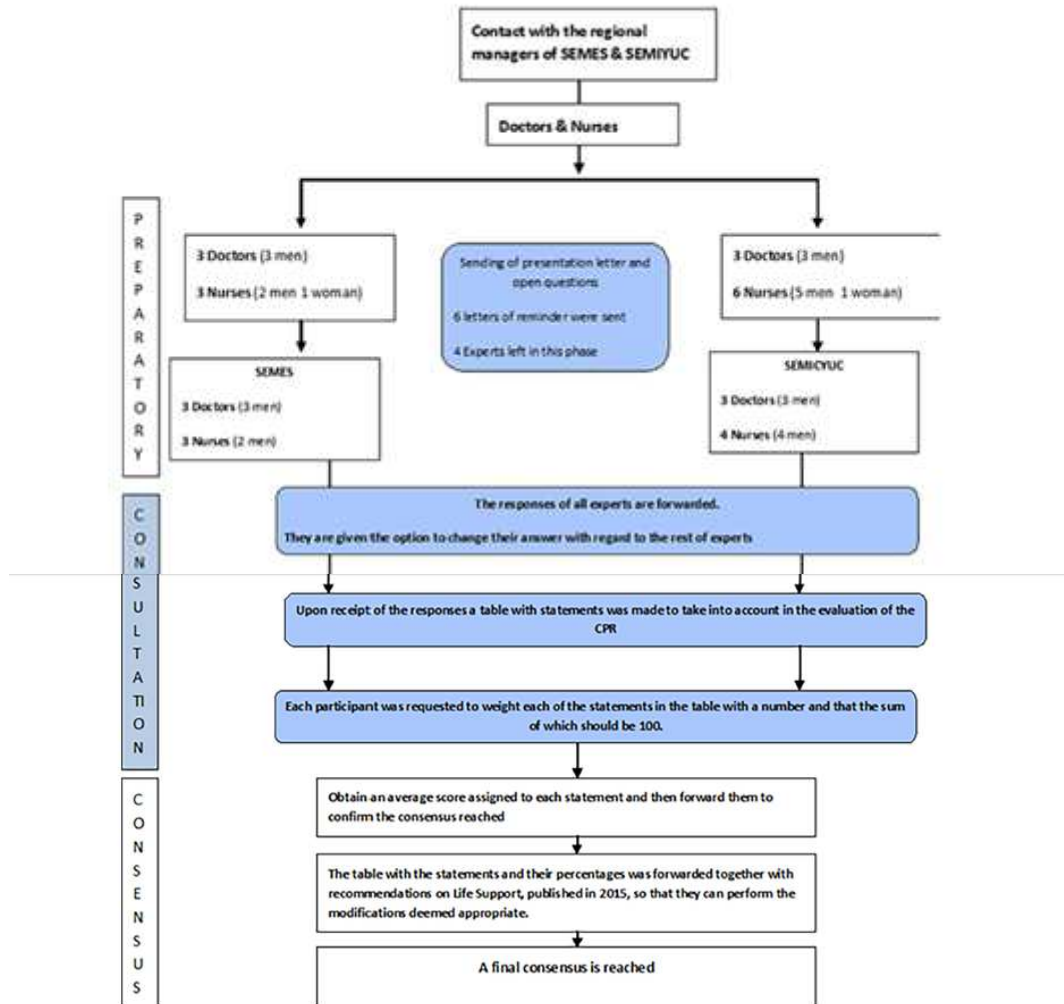 Contact with the regional
managers of SEMES & SEMIYUC
Doctors & Nurses
PREPARATORY
3 Doctors (3 men)
3 Nurses (2 men 1 woman)
Sending of presentation letter and
open questions
6 letters of reminder were sent
4 Experts left in this phase
3 Doctors (3 men)
6 Nurses (5 men 1 woman)
SEMES
3 Doctors (3 men)
3 Nurses (2 men)
SEMICYUC
3 Doctors (3 men)
4 Nurses (4 men)
CONSULTATION
The responses of all experts are forwarded.
They are given the option to change their answer with regard to the rest of experts
Upon receipt of the responses a table with statements was made to take into account in the evaluation of the
CPR
Each participant was requested to weight each of the statements in the table with a number and that the sum
of which should be 100.
CONSENSUS
Obtain an average score assigned to each statement and then forward them to
confirm the consensus reached
The table with the statements and their percentages was forwarded together with
recommendations on Life Support, published in 2015, so that they can perform the
modifications deemed appropriate.
A final consensus is reached